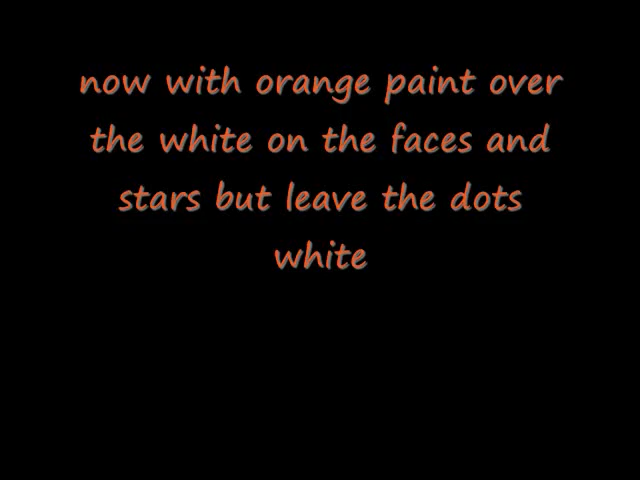 now with orange paint over
the white on the faces and
stars but leave the dots
white